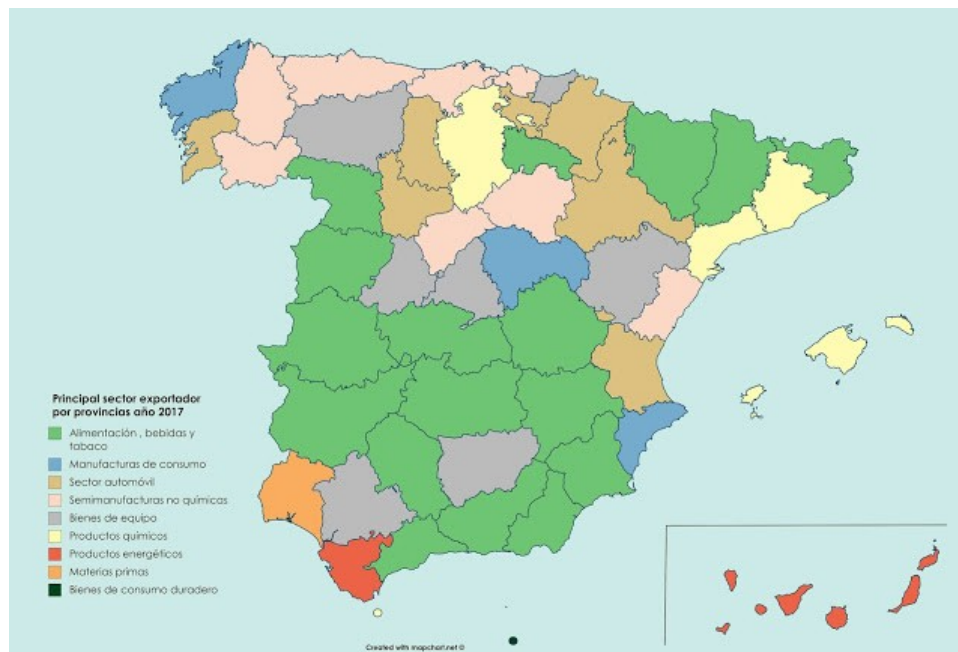 Principal sector exportador
por provincias año 2017
Alimentación , bebidas y
tabaco
Manufacturas de consumo
Sector automóvil
Semimanufacturas no químicas
Bienes de equipo
Productos químicos
Productos energéticos
Materias primas
Bienes de consumo duradero
Created with mapchart.net ©